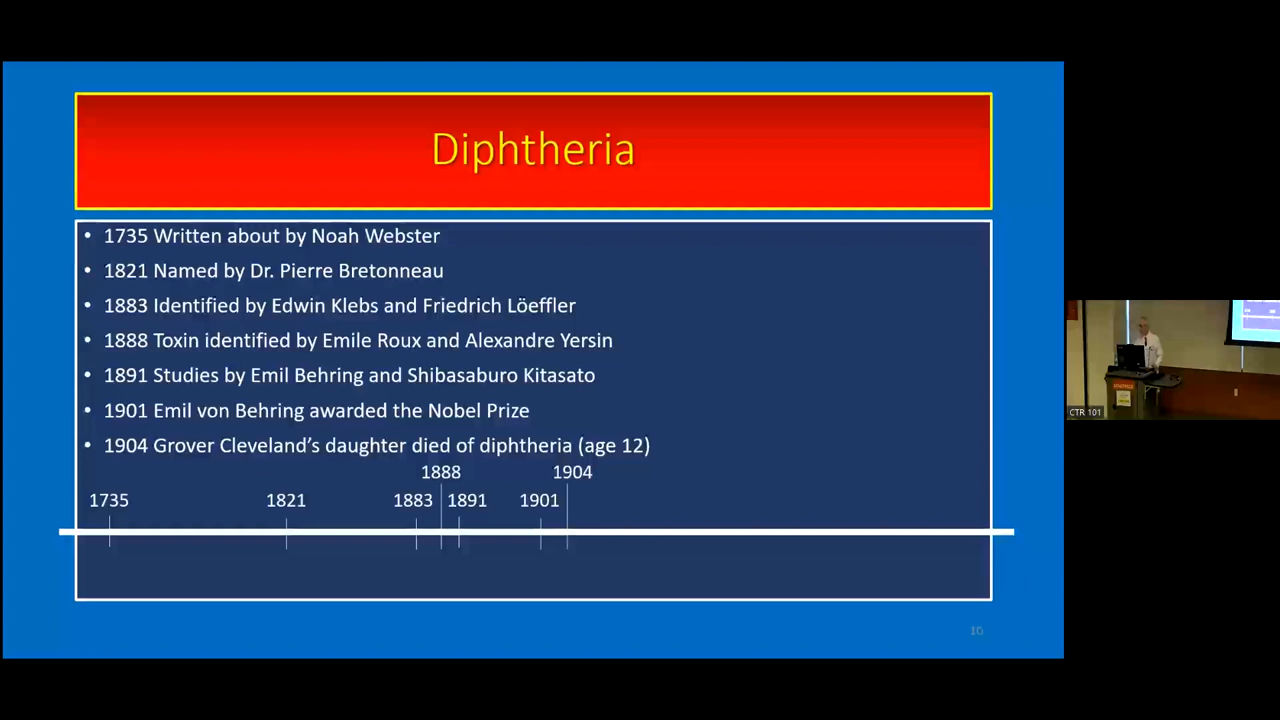 Diphtheria
• 1735 Written about by Noah Webster
• 1821 Named by Dr. Pierre Bretonneau
• 1883 Identified by Edwin Klebs and Friedrich Löeffler
• 1888 Toxin identified by Emile Roux and Alexandre Yersin
• 1891 Studies by Emil Behring and Shibasaburo Kitasato
• 1901 Emil von Behring awarded the Nobel Prize
• 1904 Grover Cleveland’s daughter died of diphtheria (age 12)
1888 1904
1735 1821 1883 1891 1901
10
CTR 101